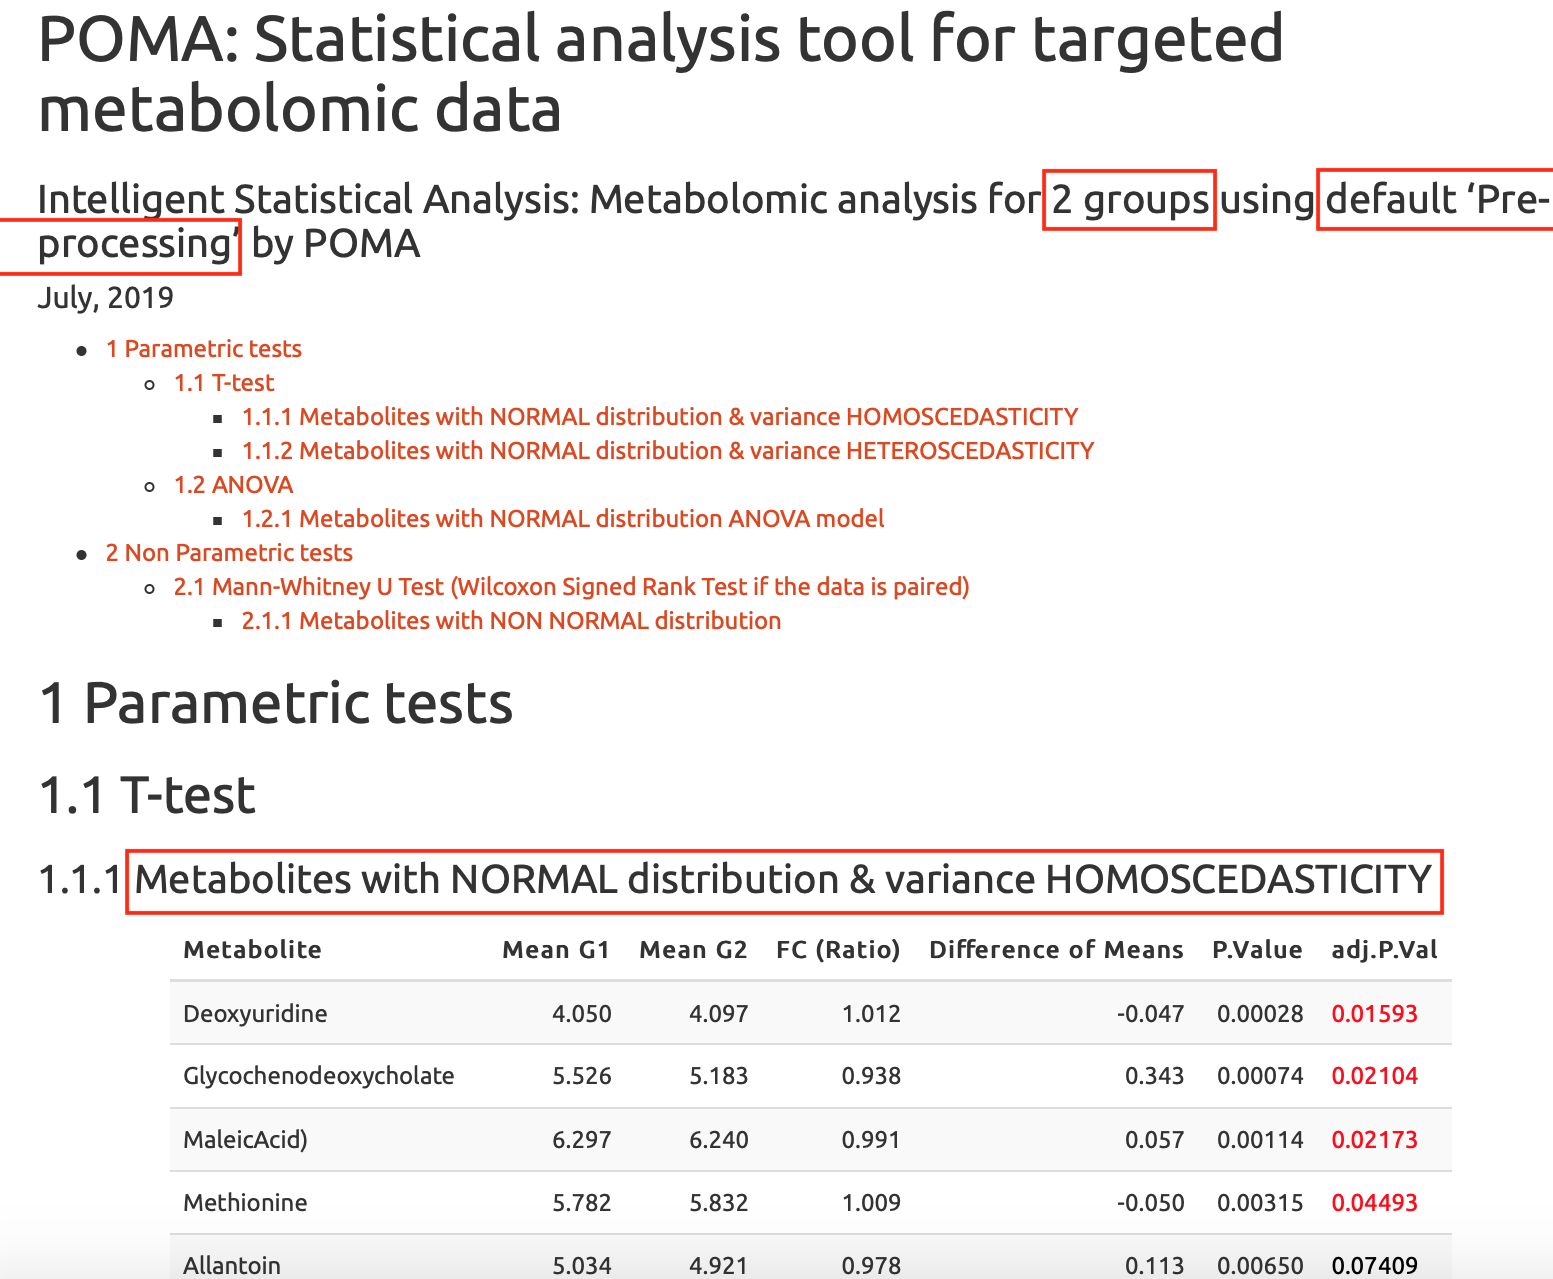 POMA: Statistical analysis tool for targeted
metabolomic data
Intelligent Statistical Analysis: Metabolomic analysis for 2 groups using default ‘Pre-
processing’ by POMA
July, 2019
1 Parametric tests
1.1 T-test
1.1.1 Metabolites with NORMAL distribution & variance HOMOSCEDASTICITY
1.1.2 Metabolites with NORMAL distribution & variance HETEROSCEDASTICITY
1.2 ANOVA
1.2.1 Metabolites with NORMAL distribution ANOVA model
2 Non Parametric tests
2.1 Mann-Whitney U Test (Wilcoxon Signed Rank Test if the data is paired)
2.1.1 Metabolites with NON NORMAL distribution
1 Parametric tests
1.1 T-test
1.1.1 Metabolites with NORMAL distribution & variance HOMOSCEDASTICITY
Metabolite Mean G1 Mean G2 FC (Ratio) Difference of Means P.Value adj.P.Val
Deoxyuridine 4.050 4.097 1.012 -0.047 0.00028 0.01593
Glycochenodeoxycholate 5.526 5.183 0.938 0.343 0.00074 0.02104
MaleicAcid) 6.297 6.240 0.991 0.057 0.00114 0.02173
Methionine 5.782 5.832 1.009 -0.050 0.00315 0.04493
Allantoin 5.034 4.921 0.978 0.113 0.00650 0.07409